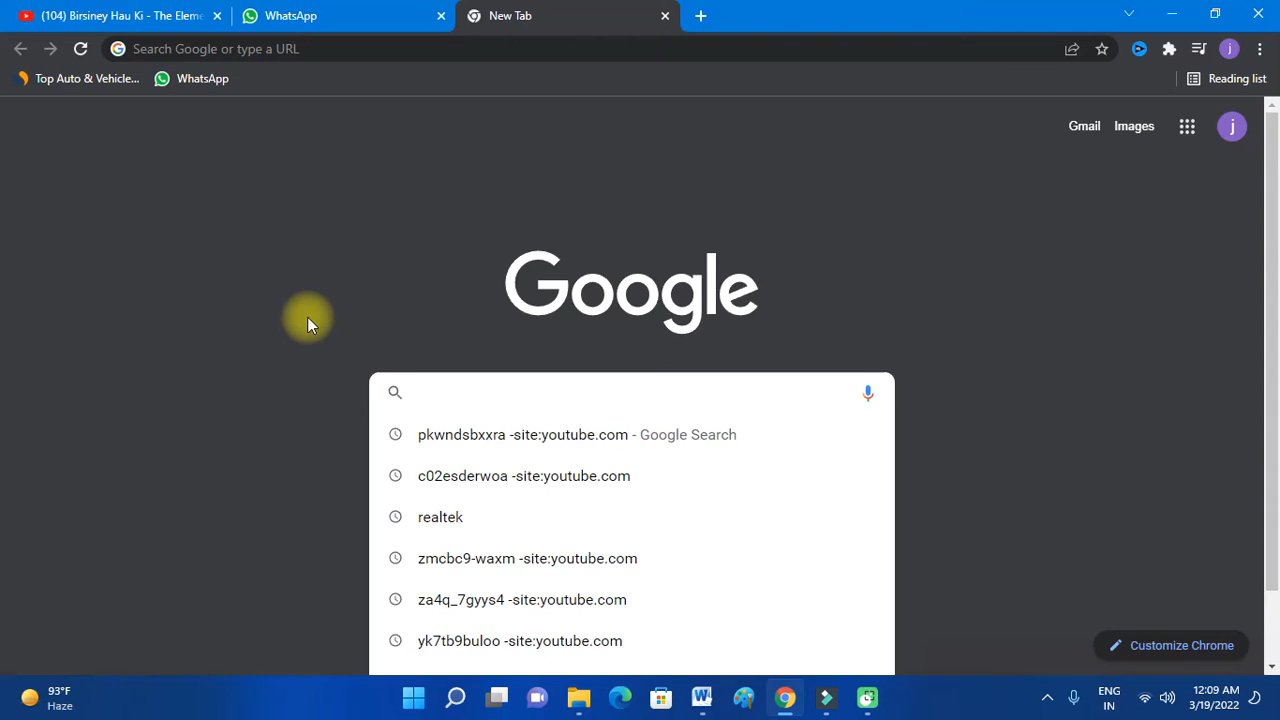 (104) Birsiney Hau Ki - The Eleme
WhatsApp
New Tab
Search Google or type a URL
Top Auto & Vehicle...
WhatsApp
Reading list
j
Gmail
Images
j
Google
pkwndsbxxra -site:youtube.com - Google Search
c02esderwoa -site:youtube.com
realtek
zmcbc9-waxm -site:youtube.com
za4q_7gyys4 -site:youtube.com
yk7tb9buloo -site:youtube.com
Customize Chrome
93°F
Haze
ENG
IN
12:09 AM
3/19/2022